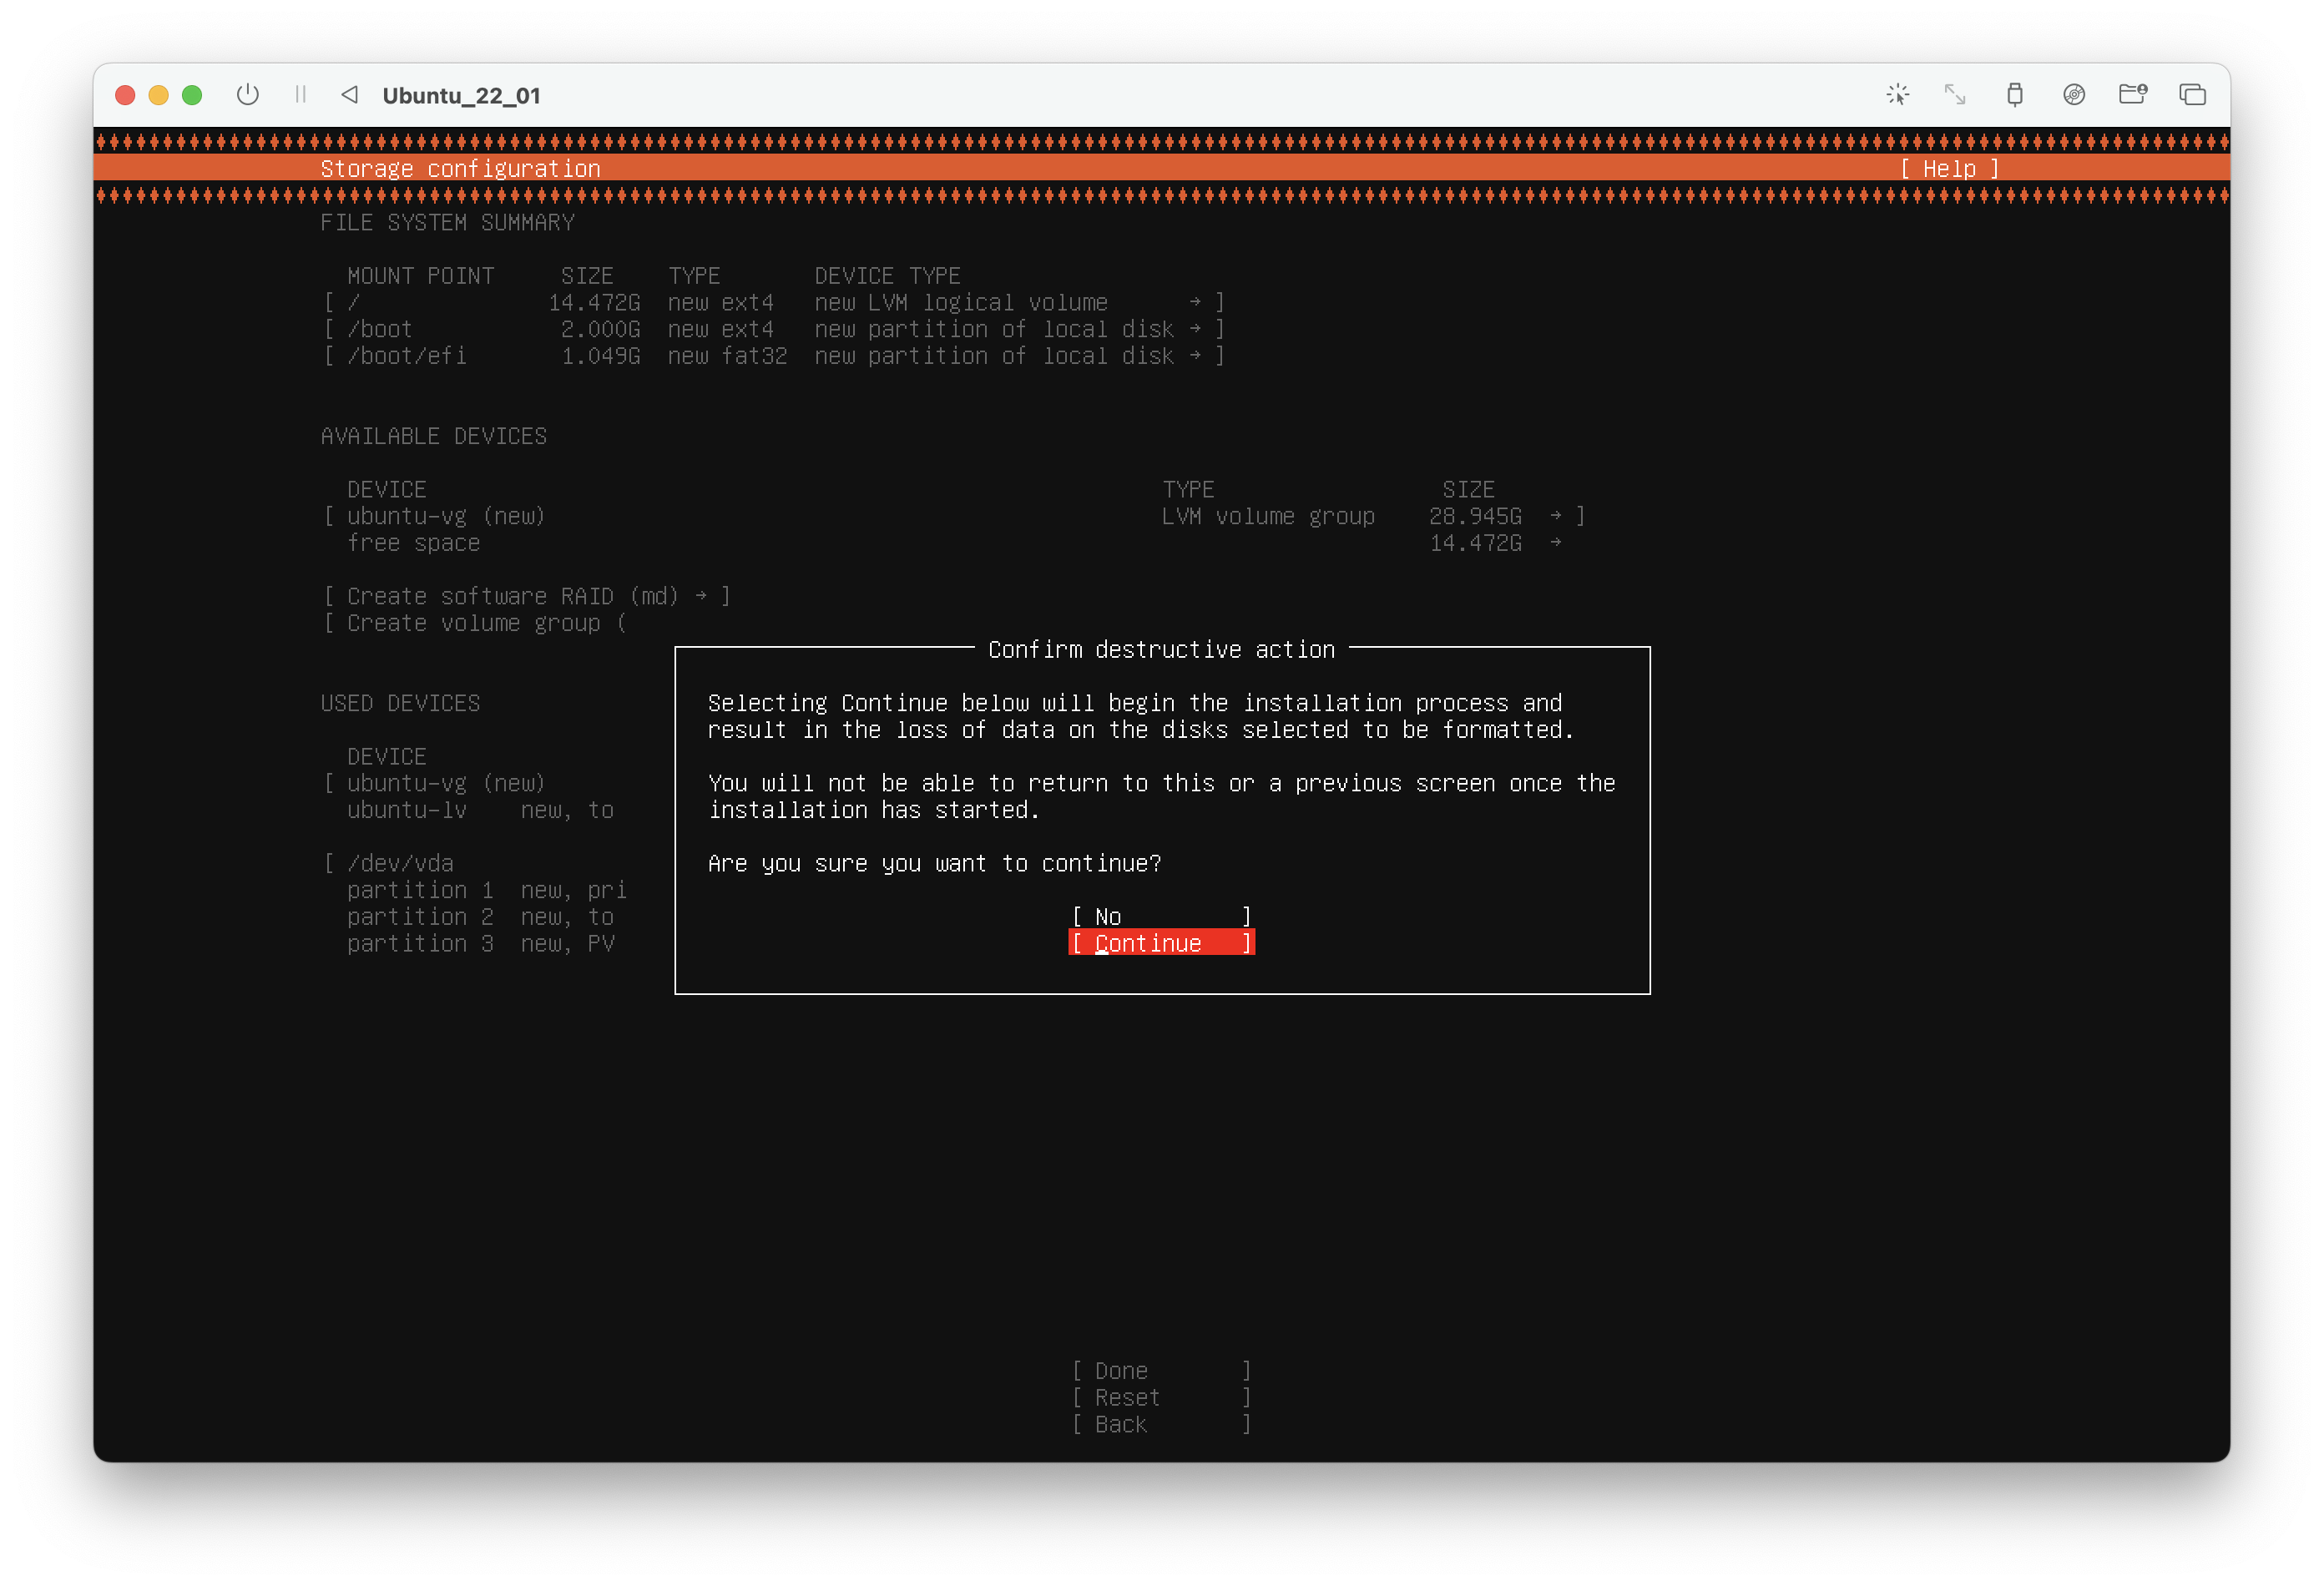 Ubuntu_22_01
Storage configuration [ Help ]
FILE SYSTEM SUMMARY
MOUNT POINT SIZE TYPE DEVICE TYPE
[ / 14.472G new ext4 new LVM logical volume → ]
[ /boot 2.000G new ext4 new partition of local disk → ]
[ /boot/efi 1.049G new fat32 new partition of local disk → ]
AVAILABLE DEVICES
DEVICE TYPE SIZE
[ ubuntu-vg (new) LVM volume group 28.945G → ]
free space 14.472G →
[ Create software RAID (md) → ]
[ Create volume group (
Confirm destructive action
Selecting Continue below will begin the installation process and
result in the loss of data on the disks selected to be formatted.
You will not be able to return to this or a previous screen once the
installation has started.
Are you sure you want to continue?
[ No ]
[ Continue ]
USED DEVICES
DEVICE
[ ubuntu-vg (new)
ubuntu-lv new, to
[ /dev/vda
partition 1 new, pri
partition 2 new, to
partition 3 new, PV
[ Done ]
[ Reset ]
[ Back ]